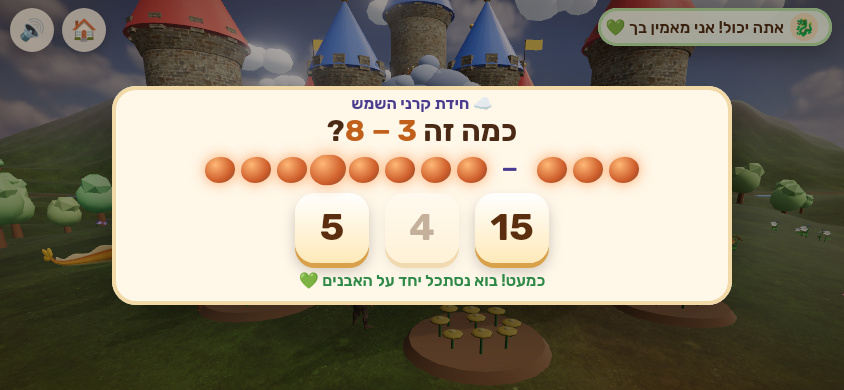 אתה יכול! אני מאמין בך 💚
☁️ חידת קרני השמש
כמה זה 3 – 8?
–
5 4 15
כמעט! בוא נסתכל יחד על האבנים 💚